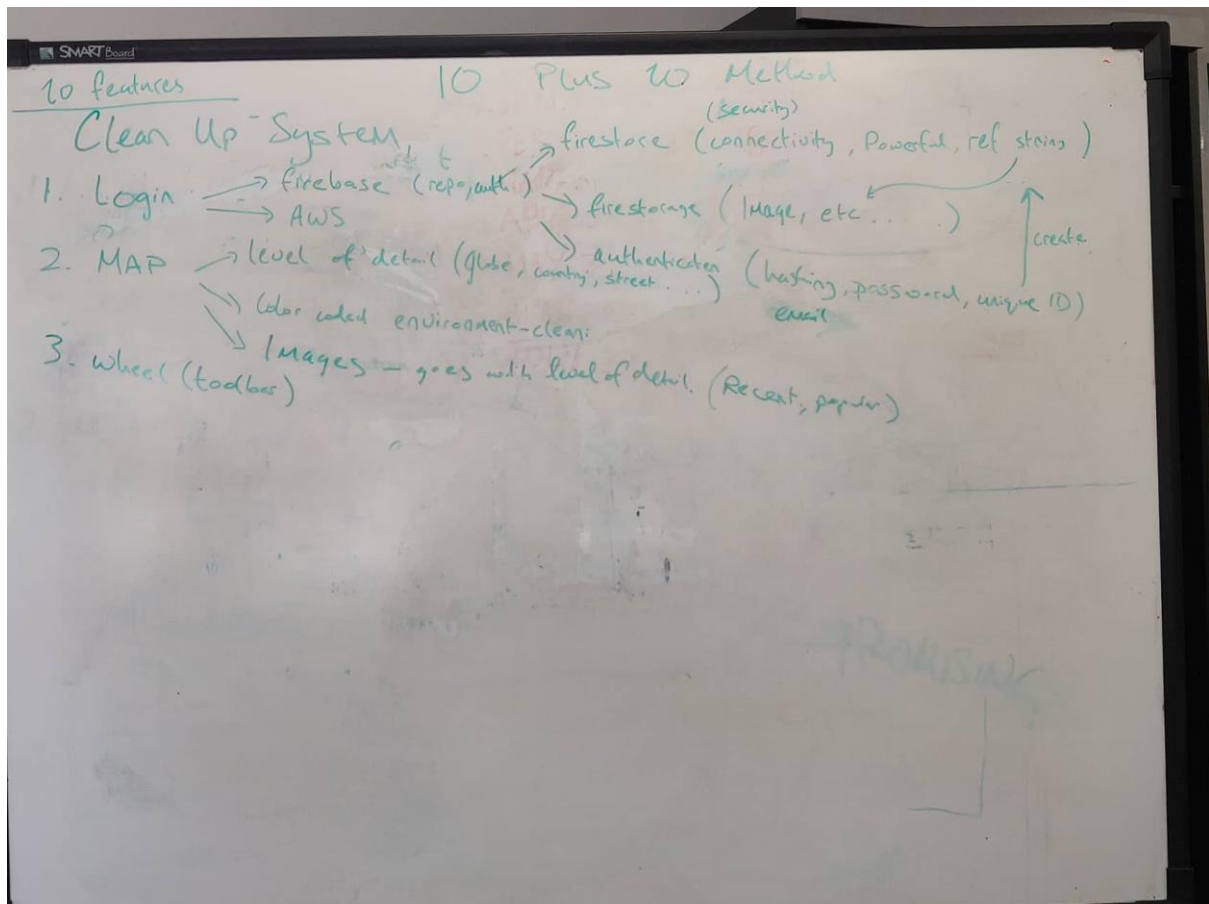 SMART Board
10 features
10 Plus 10 Method
(security)
Clean Up System
firestore (connectivity, Powerful, ref string)
1. Login
firebase (repo, auth)
AWS
firestorage (Image, etc... )
create
2. MAP
level of detail (globe, country, street ...)
authentication (hashing, password, unique ID)
email
Color coded environment-clean
Images - goes with level of detail. (Recent, popular)
3. wheel (toolbar)